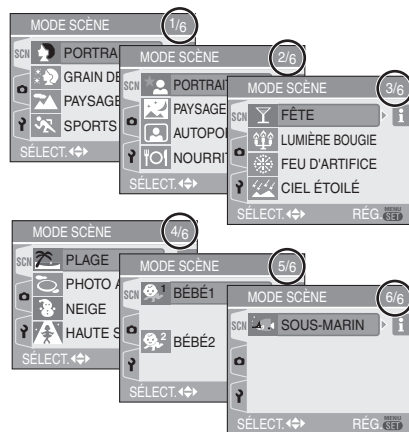 MODE SCÈNE 1/6
SCN PORTRA
GRAIN DE
PAYSAGE
SPORTS
SÉLECT.
MODE SCÈNE 2/6
SCN PORTRAI
PAYSAGE
AUTOPO
NOURRI
SÉLECT.
MODE SCÈNE 3/6
SCN FÊTE i
LUMIÈRE BOUGIE
FEU D'ARTIFICE
CIEL ÉTOILÉ
SÉLECT. RÉG. MENU SET
MODE SCÈNE 4/6
SCN PLAGE
PHOTO A
NEIGE
HAUTE S
SÉLECT.
MODE SCÈNE 5/6
SCN 1 BÉBÉ1
2 BÉBÉ2
SÉLECT.
MODE SCÈNE 6/6
SCN SOUS-MARIN i
SÉLECT. RÉG. MENU SET